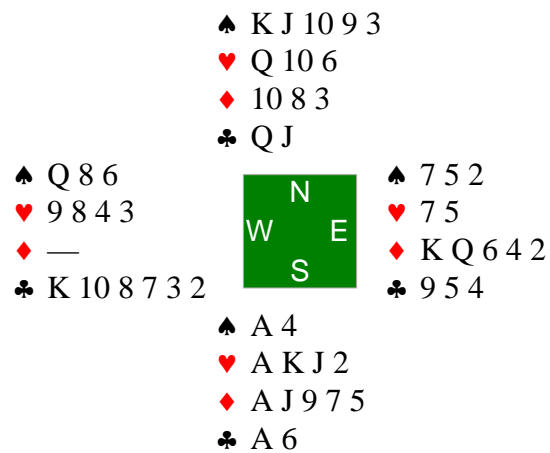 ♠ K J 10 9 3
♥ Q 10 6
♦ 10 8 3
♣ Q J
♠ Q 8 6
♥ 9 8 4 3
♦ —
♣ K 10 8 7 3 2
N
W E
S
♠ 7 5 2
♥ 7 5
♦ K Q 6 4 2
♣ 9 5 4
♠ A 4
♥ A K J 2
♦ A J 9 7 5
♣ A 6